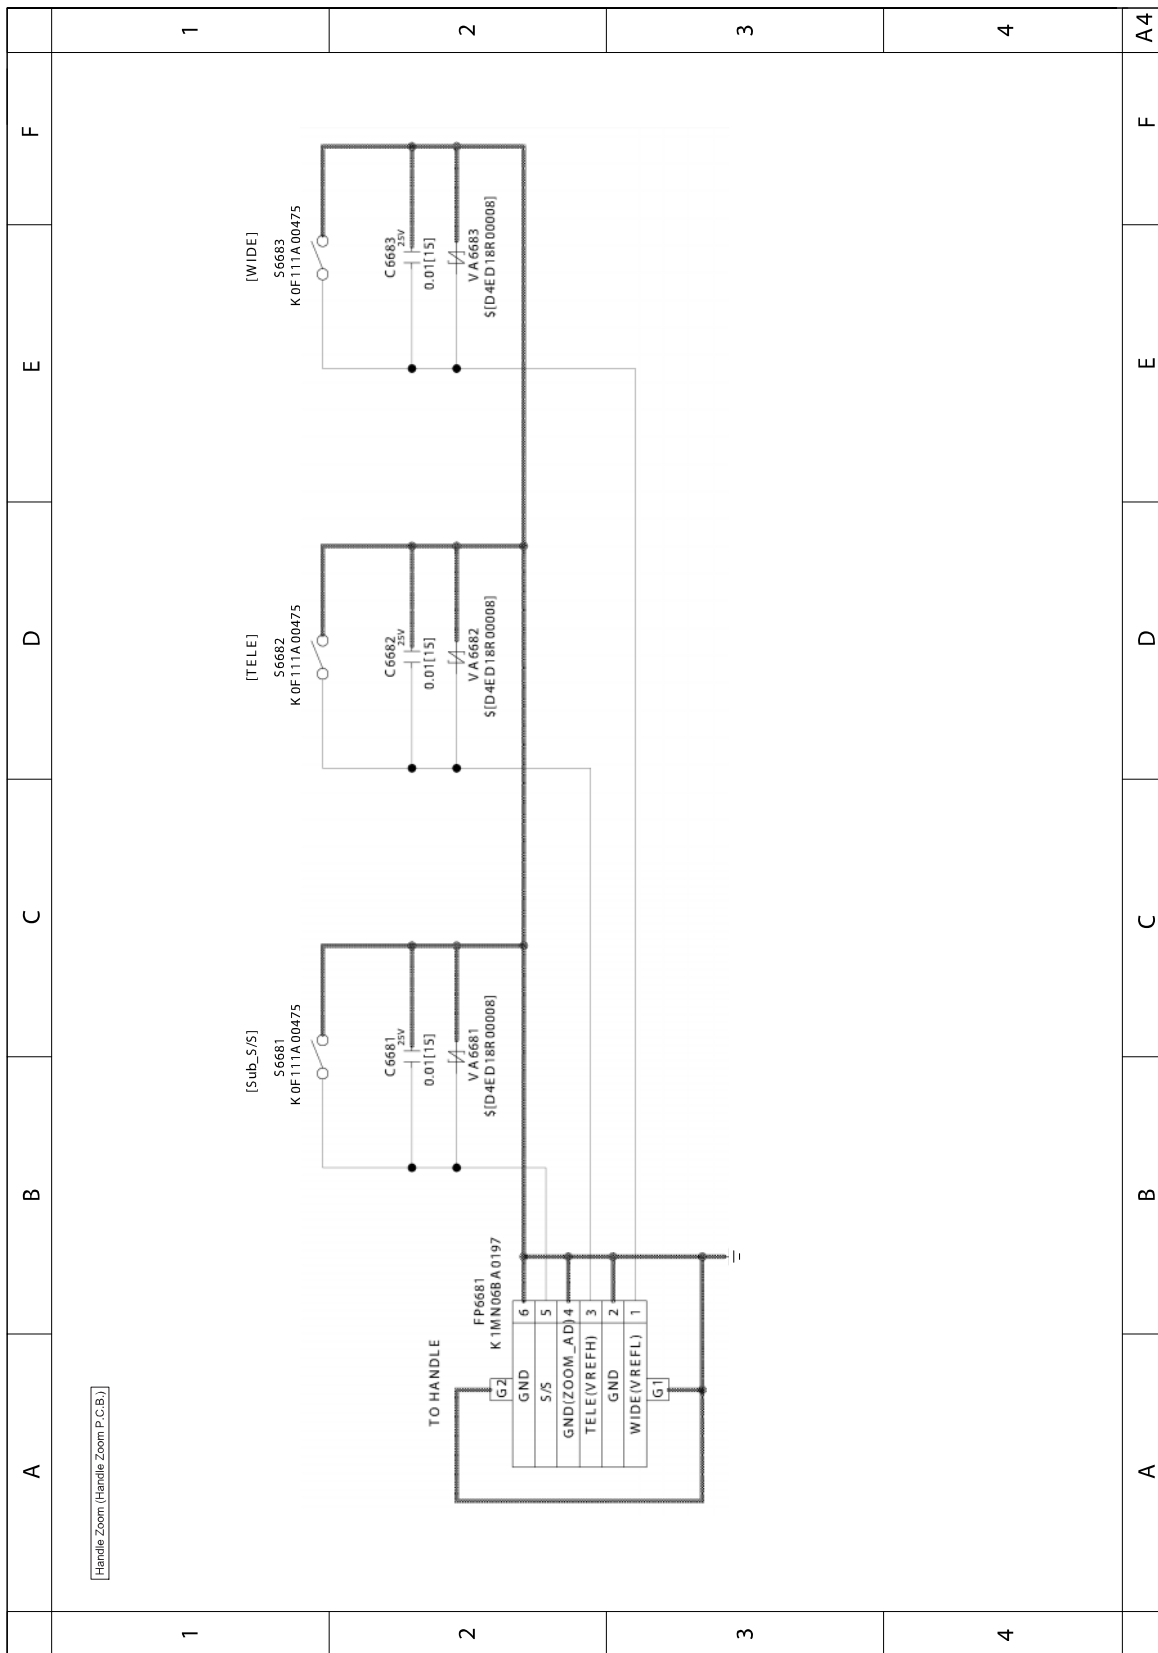 Handle Zoom (Handle Zoom P.C.B.)
A
B
C
D
E
F
1
2
3
4
TO HANDLE
FP6681
K1MN06BA0197
G2
GND
6
S/S
5
GND(ZOOM_AD)
4
TELE(VREFH)
3
GND
2
WIDE(VREFL)
1
G1
[Sub_S/S]
S6681
K0F111A00475
C6681
25V
0.01[15]
VA6681
$[D4ED18R00008]
[TELE]
S6682
K0F111A00475
C6682
25V
0.01[15]
VA6682
$[D4ED18R00008]
[WIDE]
S6683
K0F111A00475
C6683
25V
0.01[15]
VA6683
$[D4ED18R00008]
1
2
3
4
A
B
C
D
E
F
A4